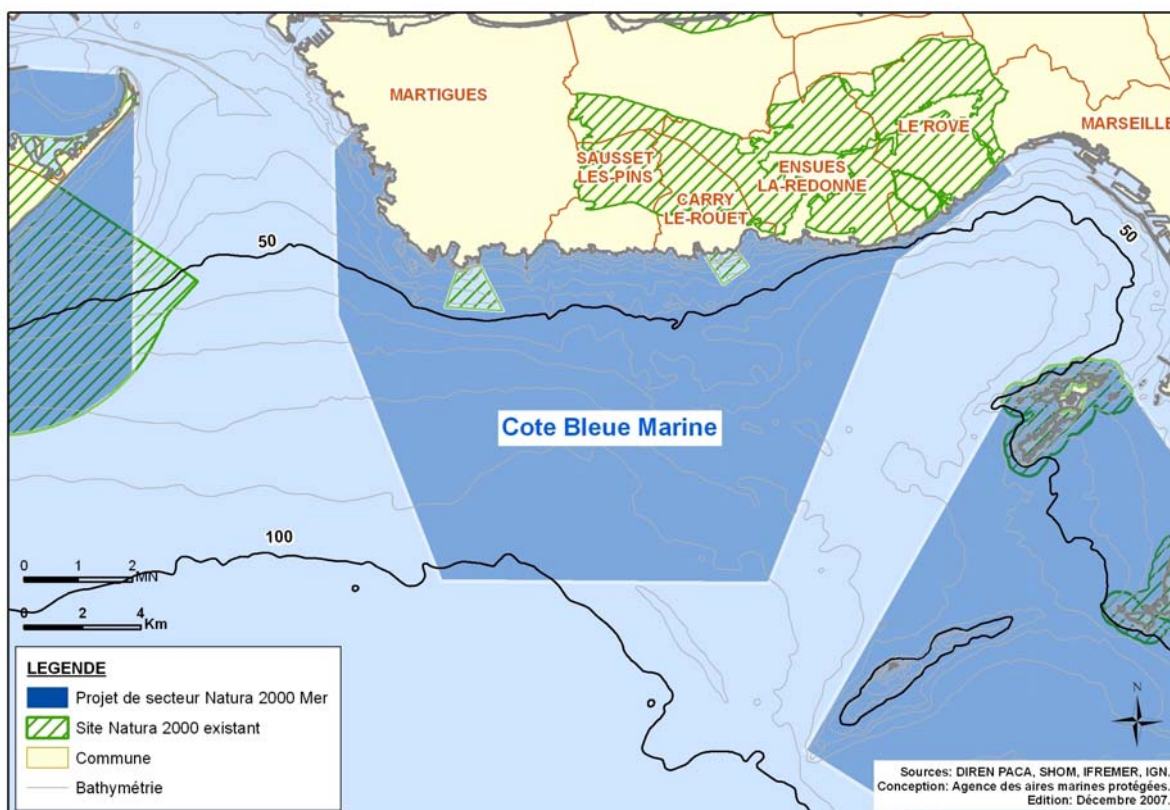 MARTIGUES
LE ROVE
MARSEILLE
SAUSSET
LES-PINS
ENSUES
LA-REDONNE
CARRY
LE-ROUET
50
50
Cote Bleue Marine
100
0 1 2
MN
0 2 4
Km
LEGENDE
Projet de secteur Natura 2000 Mer
Site Natura 2000 existant
Commune
Bathymétrie
N
Sources: DIREN PACA, SHOM, IFREMER, IGN.
Conception: Agence des aires marines protégées.
Edition: Décembre 2007.